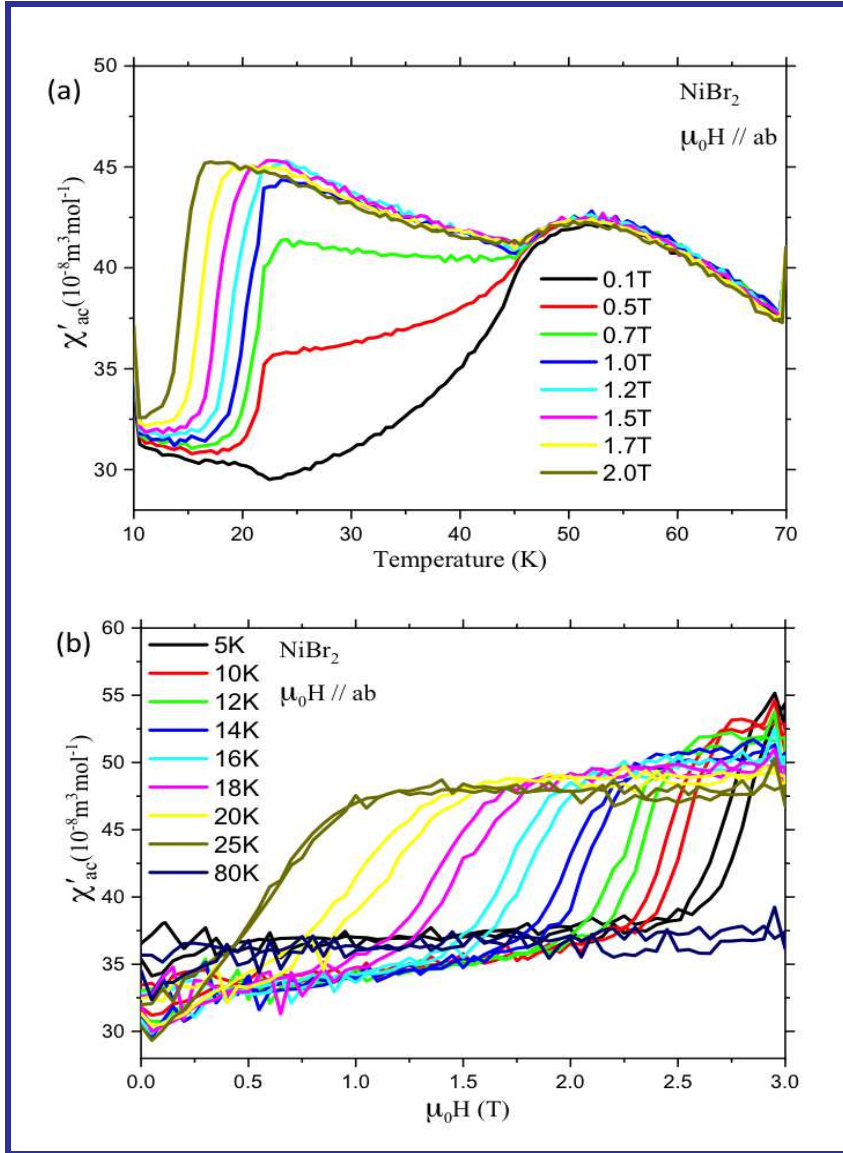 (a)
NiBr₂
μ₀H // ab
50
45
40
35
30
χ′ac(10⁻⁸m³mol⁻¹)
0.1T
0.5T
0.7T
1.0T
1.2T
1.5T
1.7T
2.0T
10 20 30 40 50 60 70
Temperature (K)
(b)
NiBr₂
μ₀H // ab
60
55
50
45
40
35
30
χ′ac(10⁻⁸m³mol⁻¹)
5K
10K
12K
14K
16K
18K
20K
25K
80K
0.0 0.5 1.0 1.5 2.0 2.5 3.0
μ₀H (T)